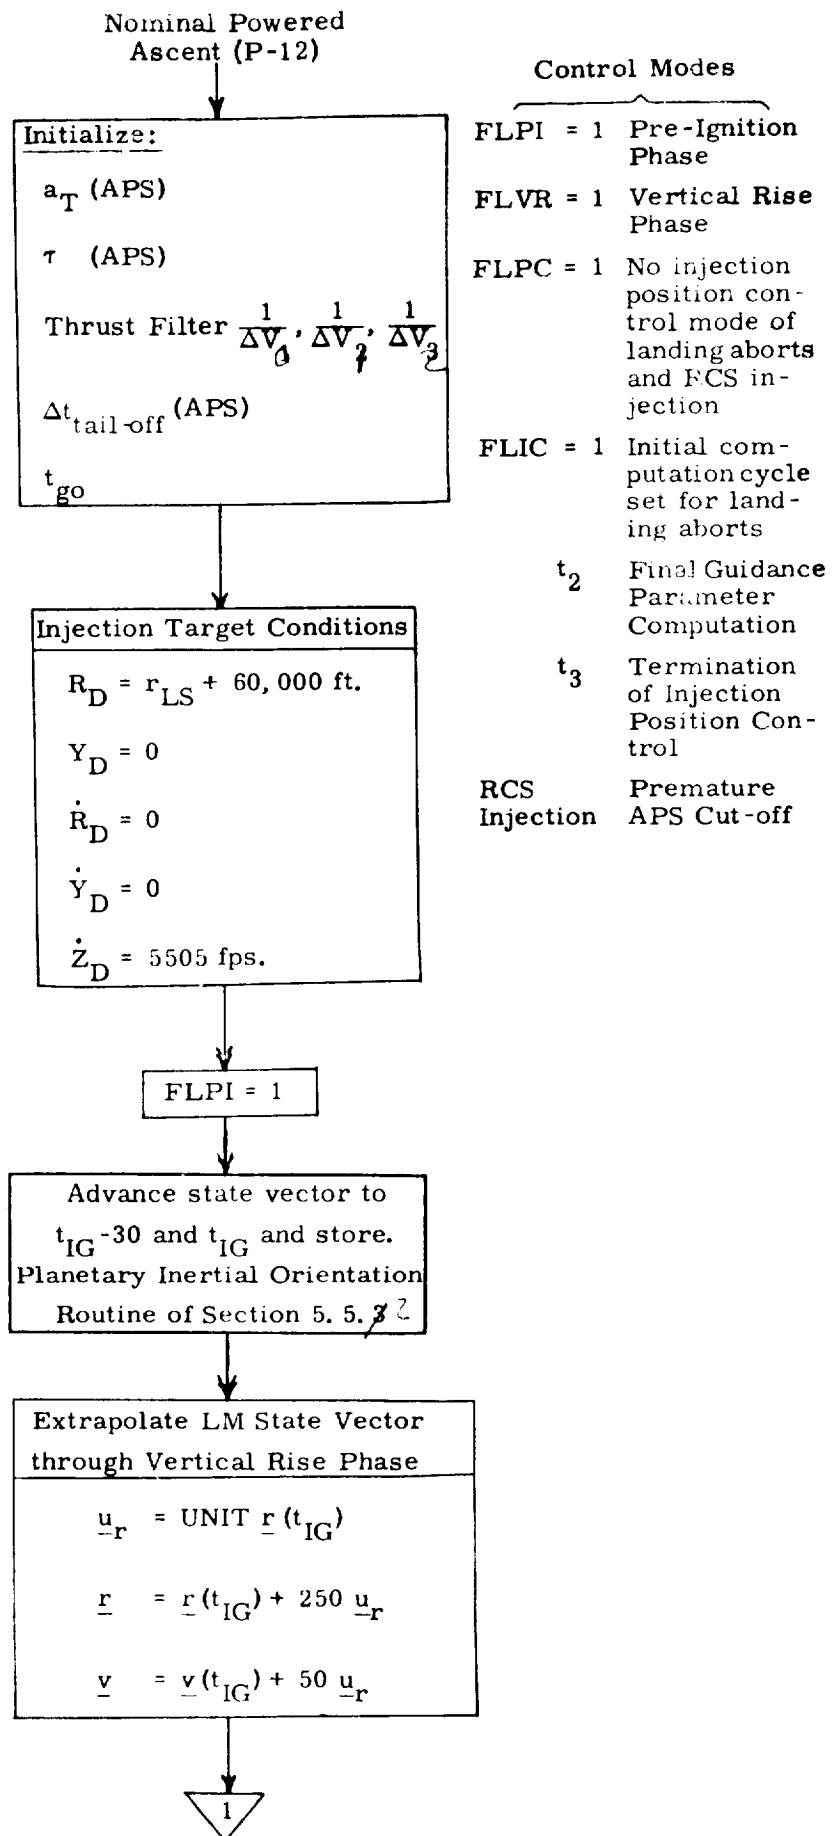 Nominal Powered
Ascent (P-12)
Initialize:
a_T (APS)
τ (APS)
Thrust Filter 1/ΔV_0, 1/ΔV_1, 1/ΔV_2
Δt_tail-off (APS)
t_go
Injection Target Conditions
R_D = r_LS + 60,000 ft.
Y_D = 0
Ṙ_D = 0
Ẏ_D = 0
Ż_D = 5505 fps.
FLPI = 1
Advance state vector to
t_IG -30 and t_IG and store.
Planetary Inertial Orientation
Routine of Section 5.5.3 2
Extrapolate LM State Vector
through Vertical Rise Phase
u_r = UNIT r (t_IG)
r = r (t_IG) + 250 u_r
v = v (t_IG) + 50 u_r
1
Control Modes
FLPI = 1 Pre-Ignition
Phase
FLVR = 1 Vertical Rise
Phase
FLPC = 1 No injection
position con-
trol mode of
landing aborts
and RCS in-
jection
FLIC = 1 Initial com-
putation cycle
set for land-
ing aborts
t_2 Final Guidance
Parameter
Computation
t_3 Termination
of Injection
Position Con-
trol
RCS Premature
Injection APS Cut-off